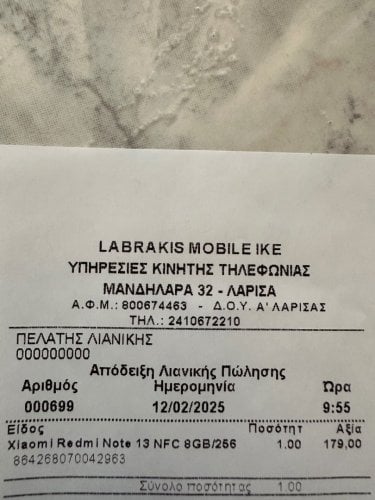 LABRAKIS MOBILE IKE
ΥΠΗΡΕΣΙΕΣ ΚΙΝΗΤΗΣ ΤΗΛΕΦΩΝΙΑΣ
ΜΑΝΔΗΛΑΡΑ 32 - ΛΑΡΙΣΑ
Α.Φ.Μ.: 800674463 - Δ.Ο.Υ. Α' ΛΑΡΙΣΑΣ
ΤΗΛ.: 2410672210
ΠΕΛΑΤΗΣ ΛΙΑΝΙΚΗΣ
000000000
Απόδειξη Λιανικής Πώλησης
Αριθμός Ημερομηνία Ώρα
000699 12/02/2025 9:55
Είδος Ποσότητ Αξία
Xiaomi Redmi Note 13 NFC 8GB/256 1.00 179,00
864268070042963
Σύνολο ποσότητας 1.00